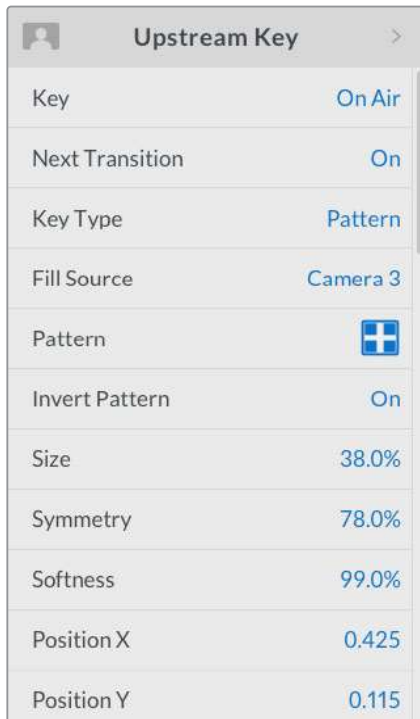 Upstream Key
Key On Air
Next Transition On
Key Type Pattern
Fill Source Camera 3
Pattern
Invert Pattern On
Size 38.0%
Symmetry 78.0%
Softness 99.0%
Position X 0.425
Position Y 0.115